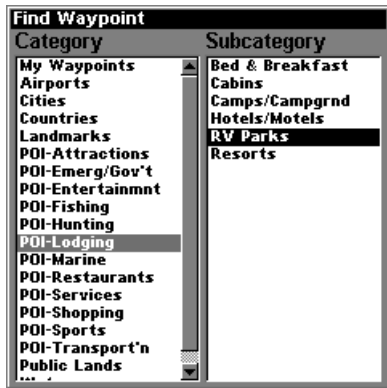 Find Waypoint
Category
My Waypoints
Airports
Cities
Countries
Landmarks
POI-Attractions
POI-Emerg/Gov't
POI-Entertainmnt
POI-Fishing
POI-Hunting
POI-Lodging
POI-Marine
POI-Restaurants
POI-Services
POI-Shopping
POI-Sports
POI-Transport'n
Public Lands
Subcategory
Bed & Breakfast
Cabins
Camps/Campgrnd
Hotels/Motels
RV Parks
Resorts